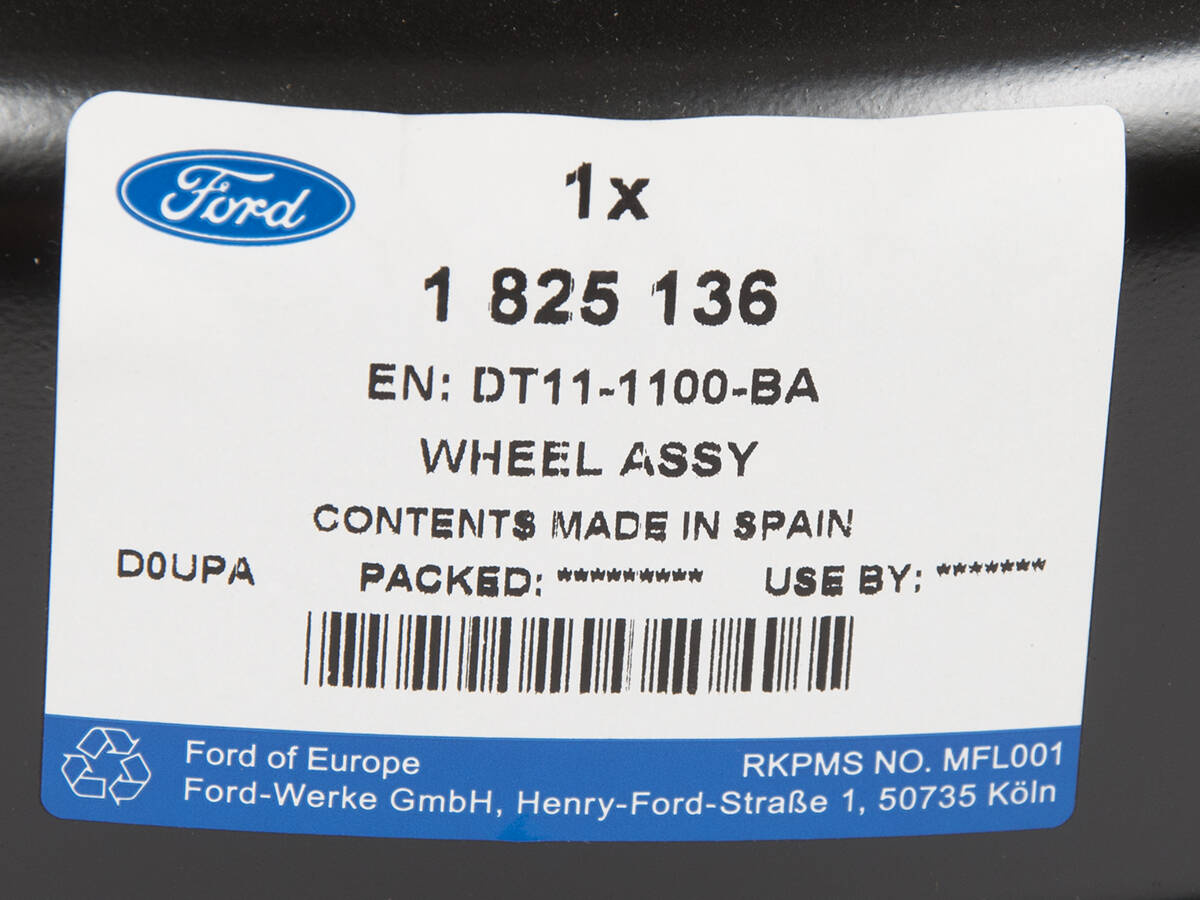 Ford
1x
1 825 136
EN: DT11-1100-BA
WHEEL ASSY
CONTENTS MADE IN SPAIN
D0UPA PACKED: ********* USE BY: *******
Ford of Europe RKPMS NO. MFL001
Ford-Werke GmbH, Henry-Ford-Straße 1, 50735 Köln